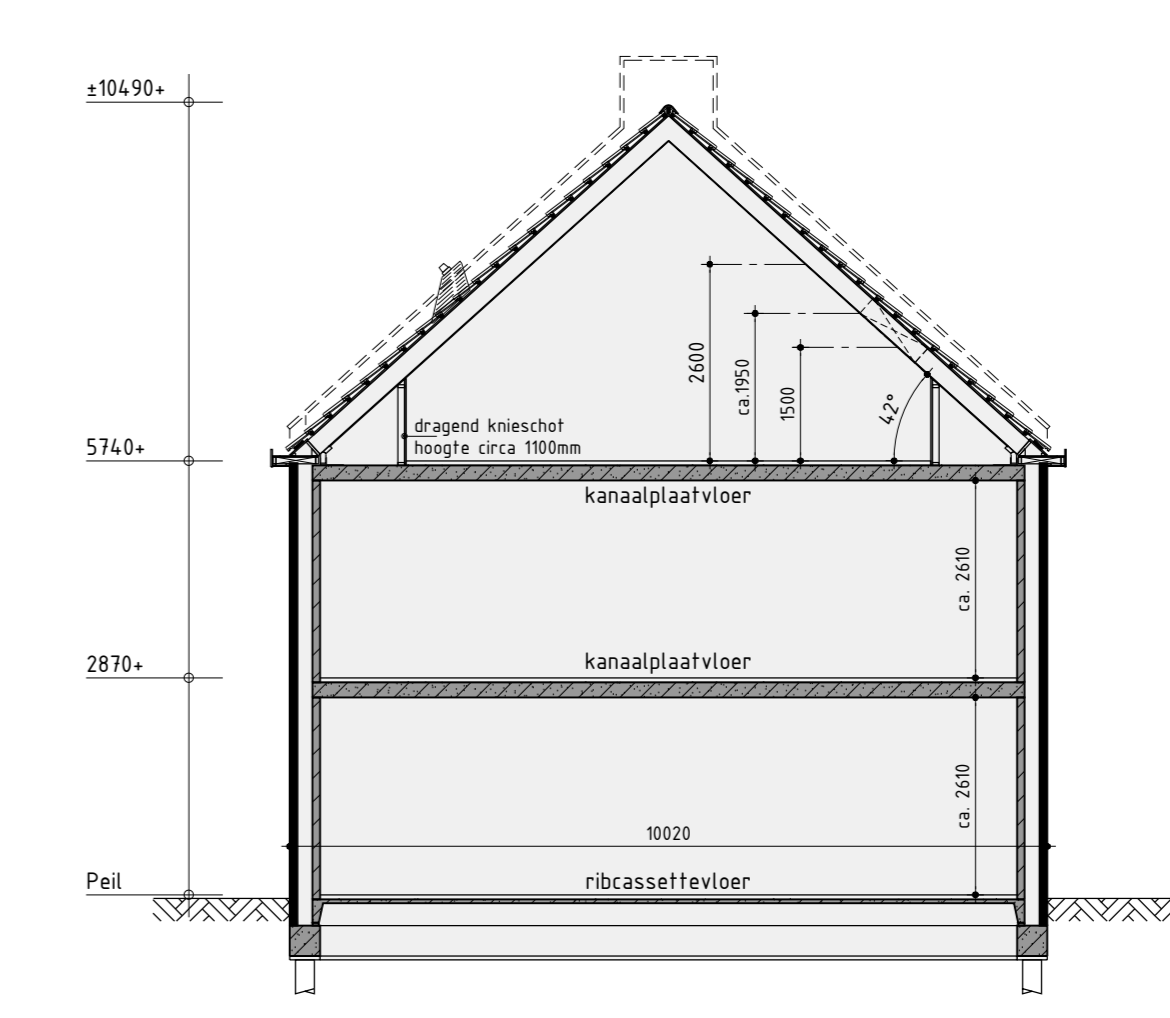 ±10490+
2600
ca.1950
1500
42°
dragend knieschot
hoogte circa 1100mm
5740+
kanaalplaatvloer
ca. 2610
2870+
kanaalplaatvloer
ca. 2610
10020
Peil
ribcassettevloer